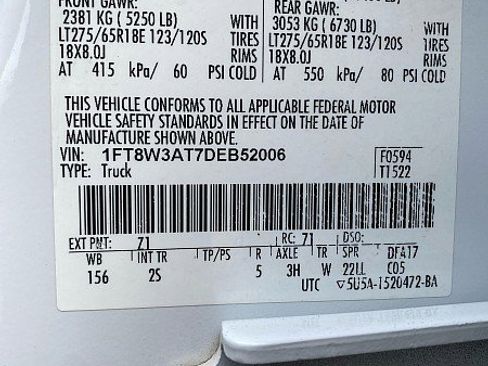 FRONT GAWR: REAR GAWR:
2381 KG ( 5250 LB) WITH 3053 KG ( 6730 LB) WITH
LT275/65R18E 123/120S TIRES LT275/65R18E 123/120S TIRES
18X8.0J RIMS 18X8.0J RIMS
AT 415 kPa/ 60 PSI COLD AT 550 kPa/ 80 PSI COLD
THIS VEHICLE CONFORMS TO ALL APPLICABLE FEDERAL MOTOR
VEHICLE SAFETY STANDARDS IN EFFECT ON THE DATE OF
MANUFACTURE SHOWN ABOVE.
VIN: 1FT8W3AT7DEB52006 F0594
TYPE: Truck T1522
EXT PNT: Z1 RC: 71 DSO:
WB INT TR TP/PS R AXLE TR SPR DFA17
156 2S 5 3H W 22LL C05
UTC ▽5U5A-1520472-BA